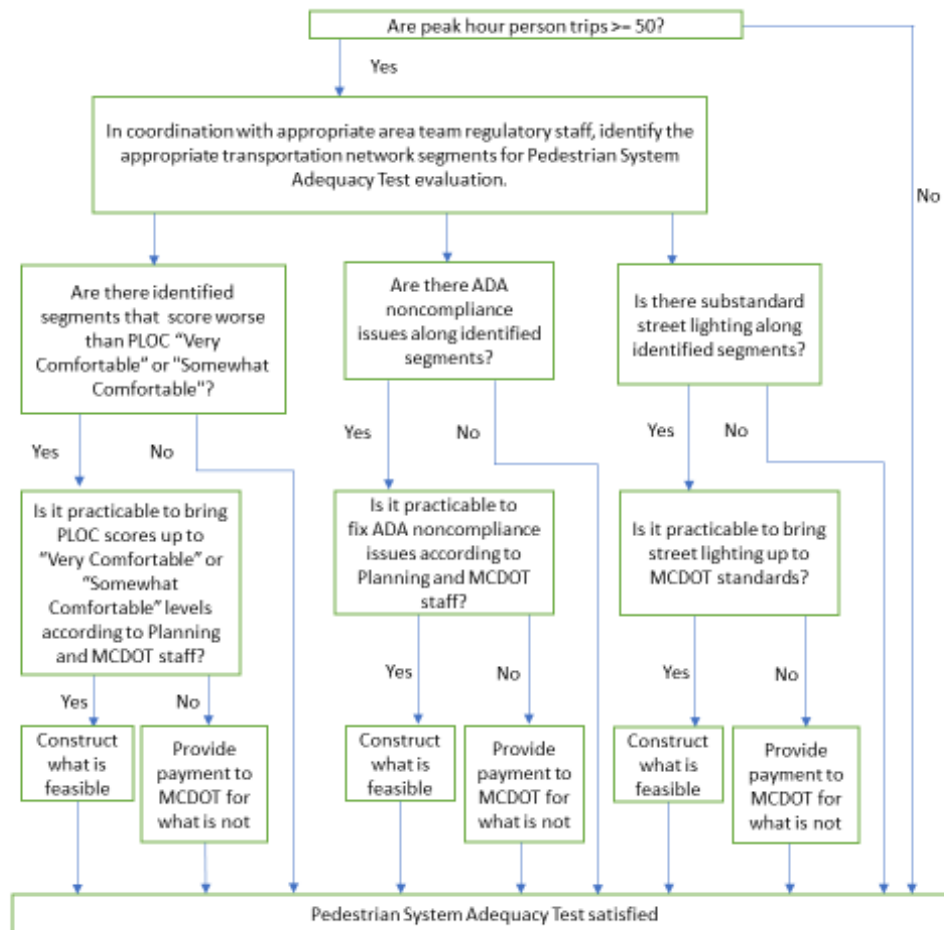 Are peak hour person trips >= 50?
Yes
No
In coordination with appropriate area team regulatory staff, identify the
appropriate transportation network segments for Pedestrian System
Adequacy Test evaluation.
Are there identified
segments that score worse
than PLOC “Very
Comfortable” or "Somewhat
Comfortable"?
Yes
No
Is it practicable to bring
PLOC scores up to
“Very Comfortable” or
“Somewhat
Comfortable” levels
according to Planning
and MCDOT staff?
Yes
No
Construct
what is
feasible
Provide
payment to
MCDOT for
what is not
Are there ADA
noncompliance
issues along identified
segments?
Yes
No
Is it practicable to
fix ADA noncompliance
issues according to
Planning and MCDOT
staff?
Yes
No
Construct
what is
feasible
Provide
payment to
MCDOT for
what is not
Is there substandard
street lighting along
identified segments?
Yes
No
Is it practicable to bring
street lighting up to
MCDOT standards?
Yes
No
Construct
what is
feasible
Provide
payment to
MCDOT for
what is not
Pedestrian System Adequacy Test satisfied